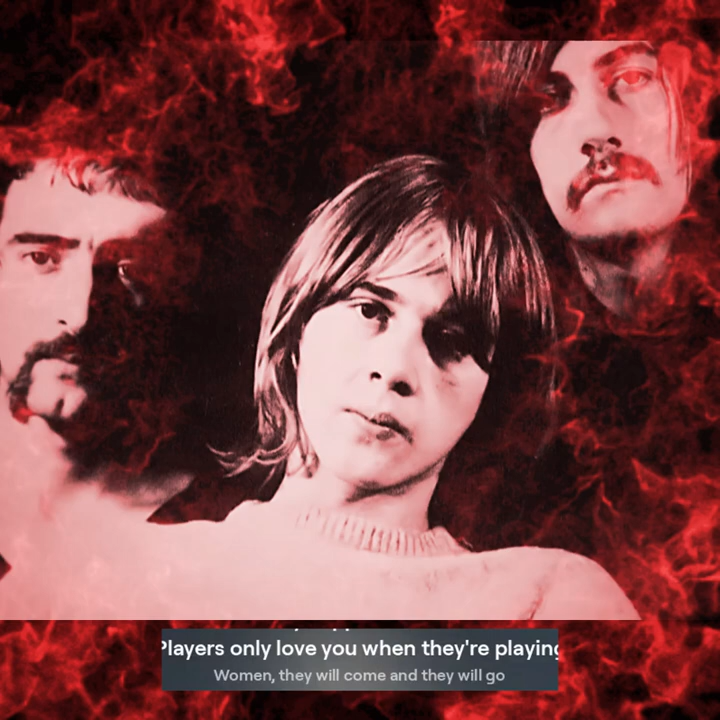 Players only love you when they're playing
Women, they will come and they will go